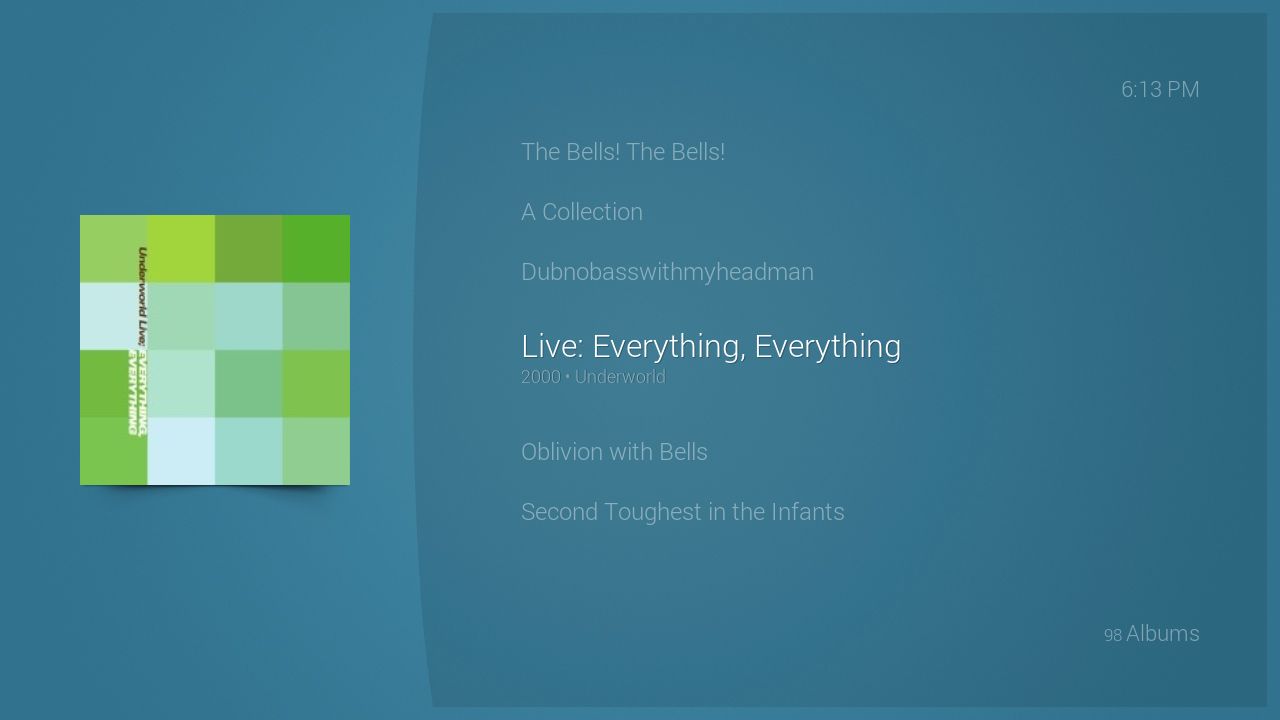 6:13 PM
The Bells! The Bells!
A Collection
Dubnobasswithmyheadman
Live: Everything, Everything
2000 • Underworld
Oblivion with Bells
Second Toughest in the Infants
98 Albums
Underworld Live; EVERYTHING,
EVERYTHING